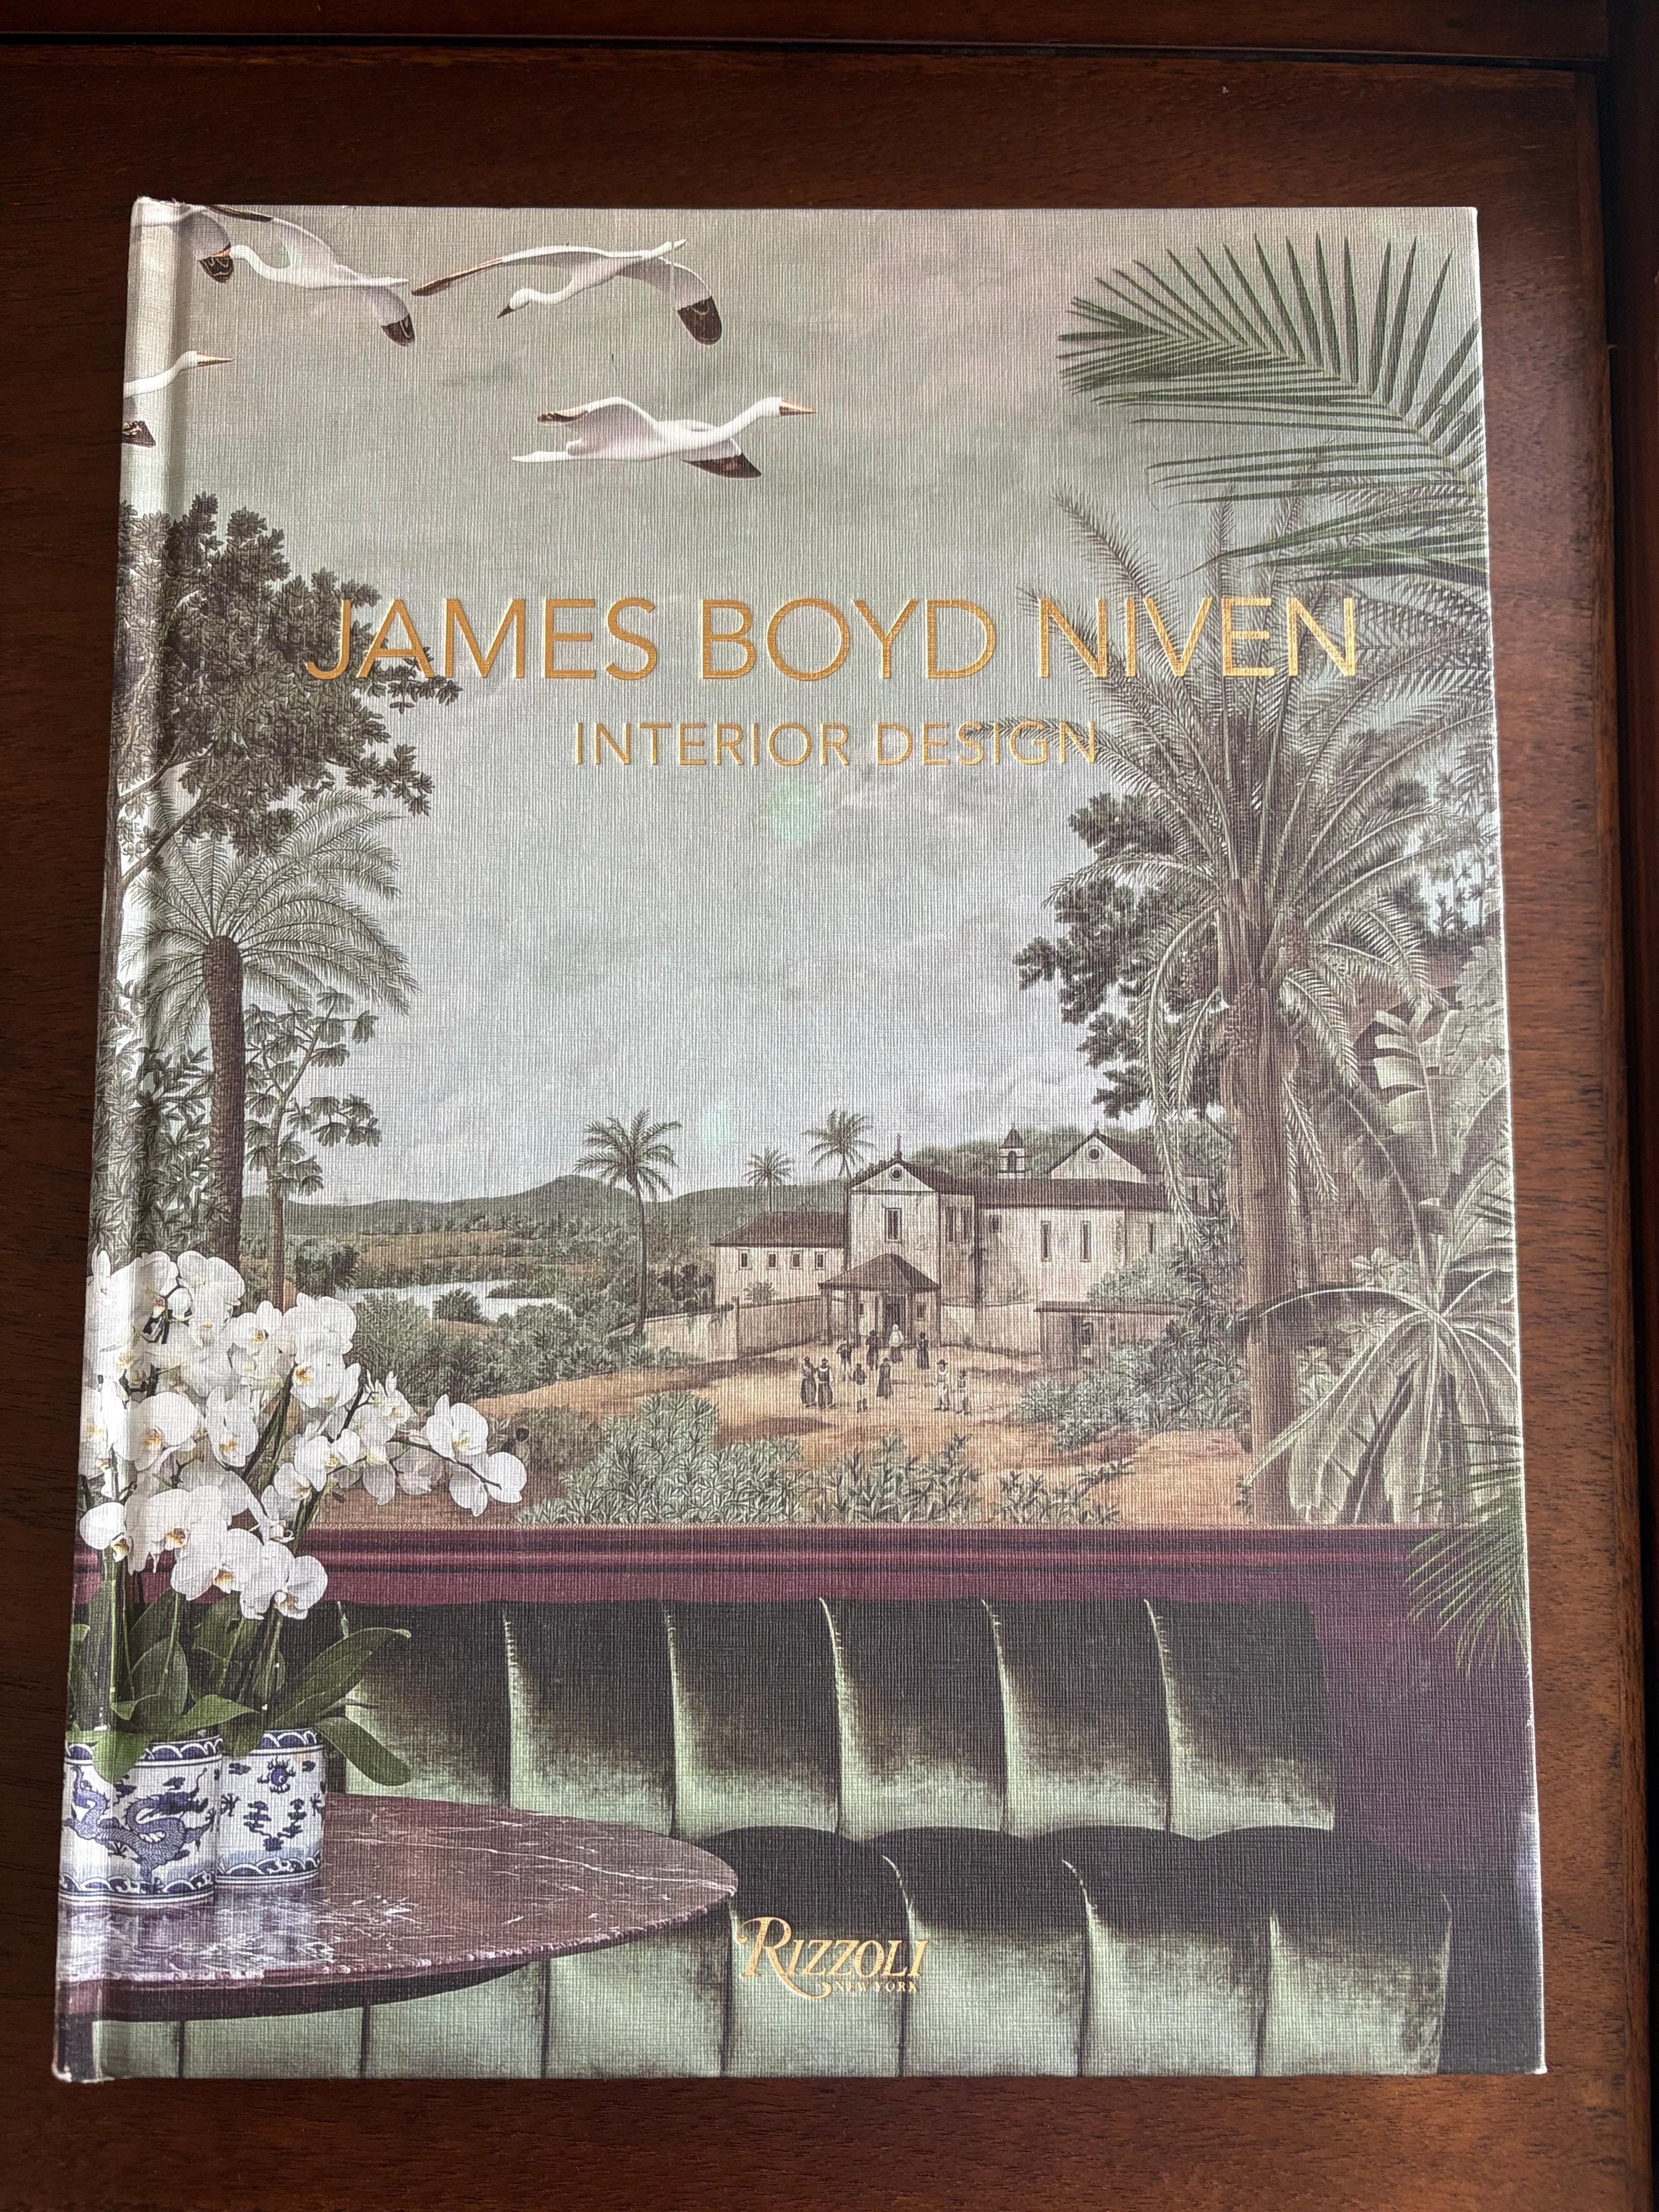 JAMES BOYD NIVEN
INTERIOR DESIGN
RIZZOLI
NEW YORK